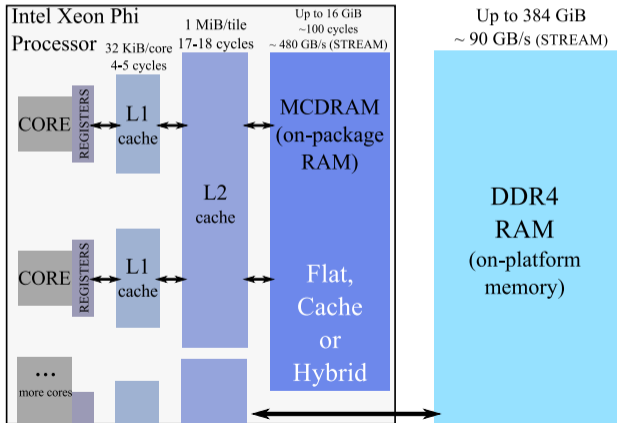 Intel Xeon Phi
Processor
32 KiB/core
4-5 cycles
1 MiB/tile
17-18 cycles
Up to 16 GiB
~100 cycles
~ 480 GB/s (STREAM)
Up to 384 GiB
~ 90 GB/s (STREAM)
CORE
REGISTERS
L1
cache
L2
cache
MCDRAM
(on-package
RAM)
DDR4
RAM
(on-platform
memory)
CORE
REGISTERS
L1
cache
Flat,
Cache
or
Hybrid
...
more cores